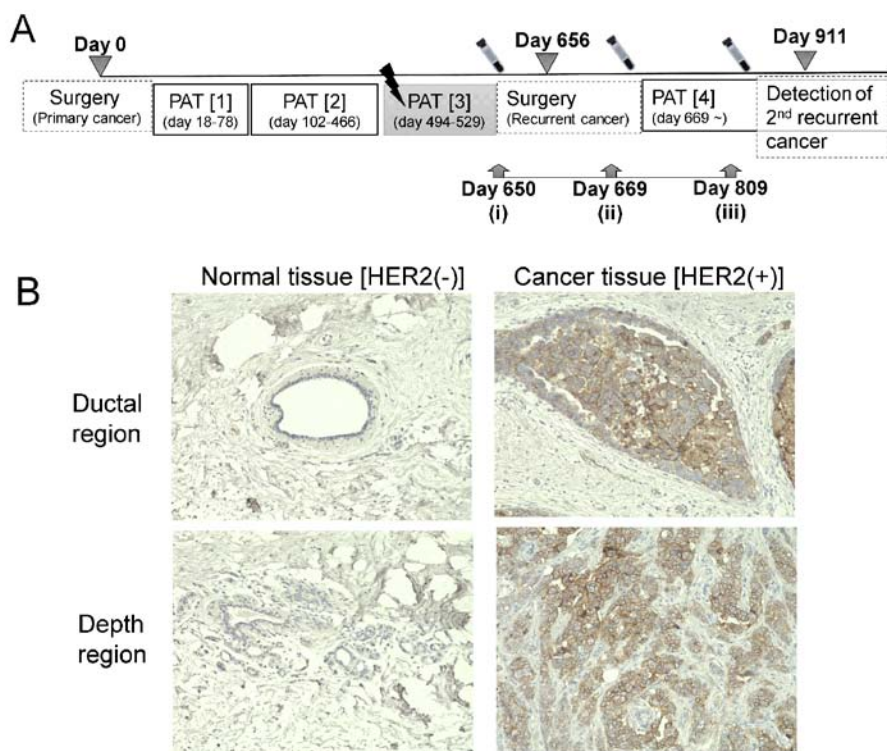 A
Day 0
Day 656
Day 911
Surgery
(Primary cancer)
PAT [1]
(day 18-78)
PAT [2]
(day 102-466)
PAT [3]
(day 494-529)
Surgery
(Recurrent cancer)
PAT [4]
(day 669 ~)
Detection of
2nd recurrent
cancer
Day 650
(i)
Day 669
(ii)
Day 809
(iii)
B
Normal tissue [HER2(-)]
Cancer tissue [HER2(+)]
Ductal
region
Depth
region